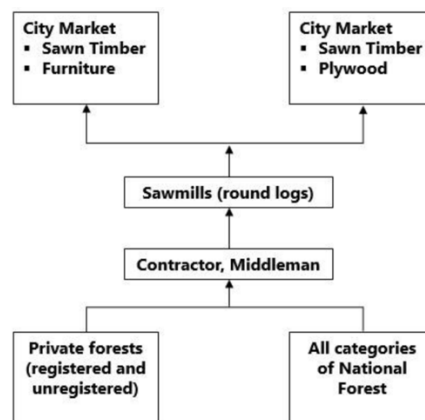 City Market
▪ Sawn Timber
▪ Furniture
City Market
▪ Sawn Timber
▪ Plywood
Sawmills (round logs)
Contractor, Middleman
Private forests
(registered and
unregistered)
All categories
of National
Forest